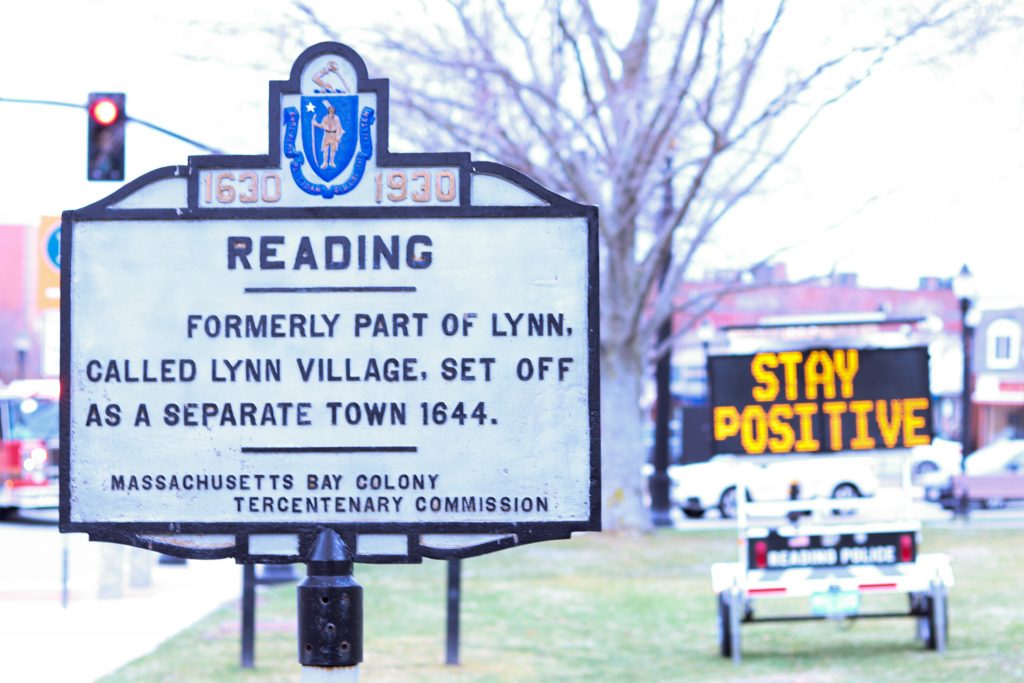 1630 1930
READING
FORMERLY PART OF LYNN,
CALLED LYNN VILLAGE, SET OFF
AS A SEPARATE TOWN 1644.
MASSACHUSETTS BAY COLONY
TERCENTENARY COMMISSION
STAY
POSITIVE
READING POLICE